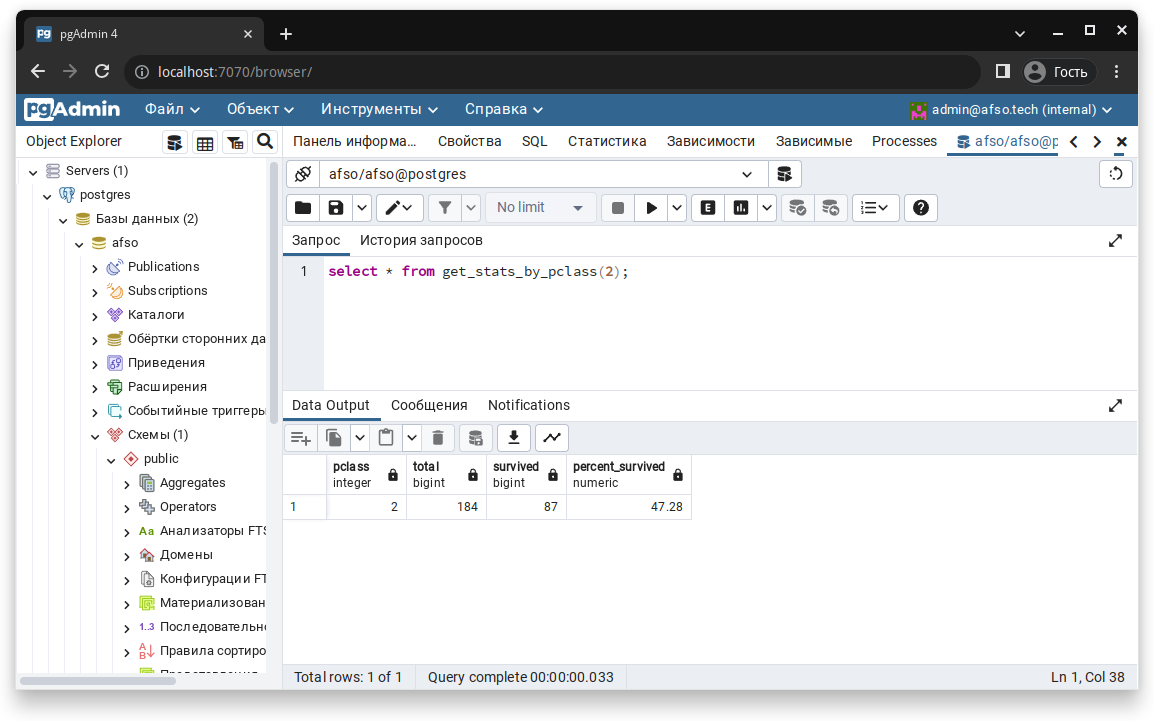 pgAdmin 4
localhost:7070/browser/
Гость
pgAdmin Файл Объект Инструменты Справка admin@afso.tech (internal)
Object Explorer
Панель информа... Свойства SQL Статистика Зависимости Зависимые Processes afso/afso@p
Servers (1)
postgres
Базы данных (2)
afso
Publications
Subscriptions
Каталоги
Обёртки сторонних да
Приведения
Расширения
Событийные триггеры
Схемы (1)
public
Aggregates
Operators
Анализаторы FTS
Домены
Конфигурации FT
Материализован
1..3 Последовательно
Правила сортиро
afso/afso@postgres
No limit
Запрос История запросов
1 select * from get_stats_by_pclass(2);
Data Output Сообщения Notifications
pclass total survived percent_survived
integer bigint bigint numeric
1 2 184 87 47.28
Total rows: 1 of 1 Query complete 00:00:00.033 Ln 1, Col 38